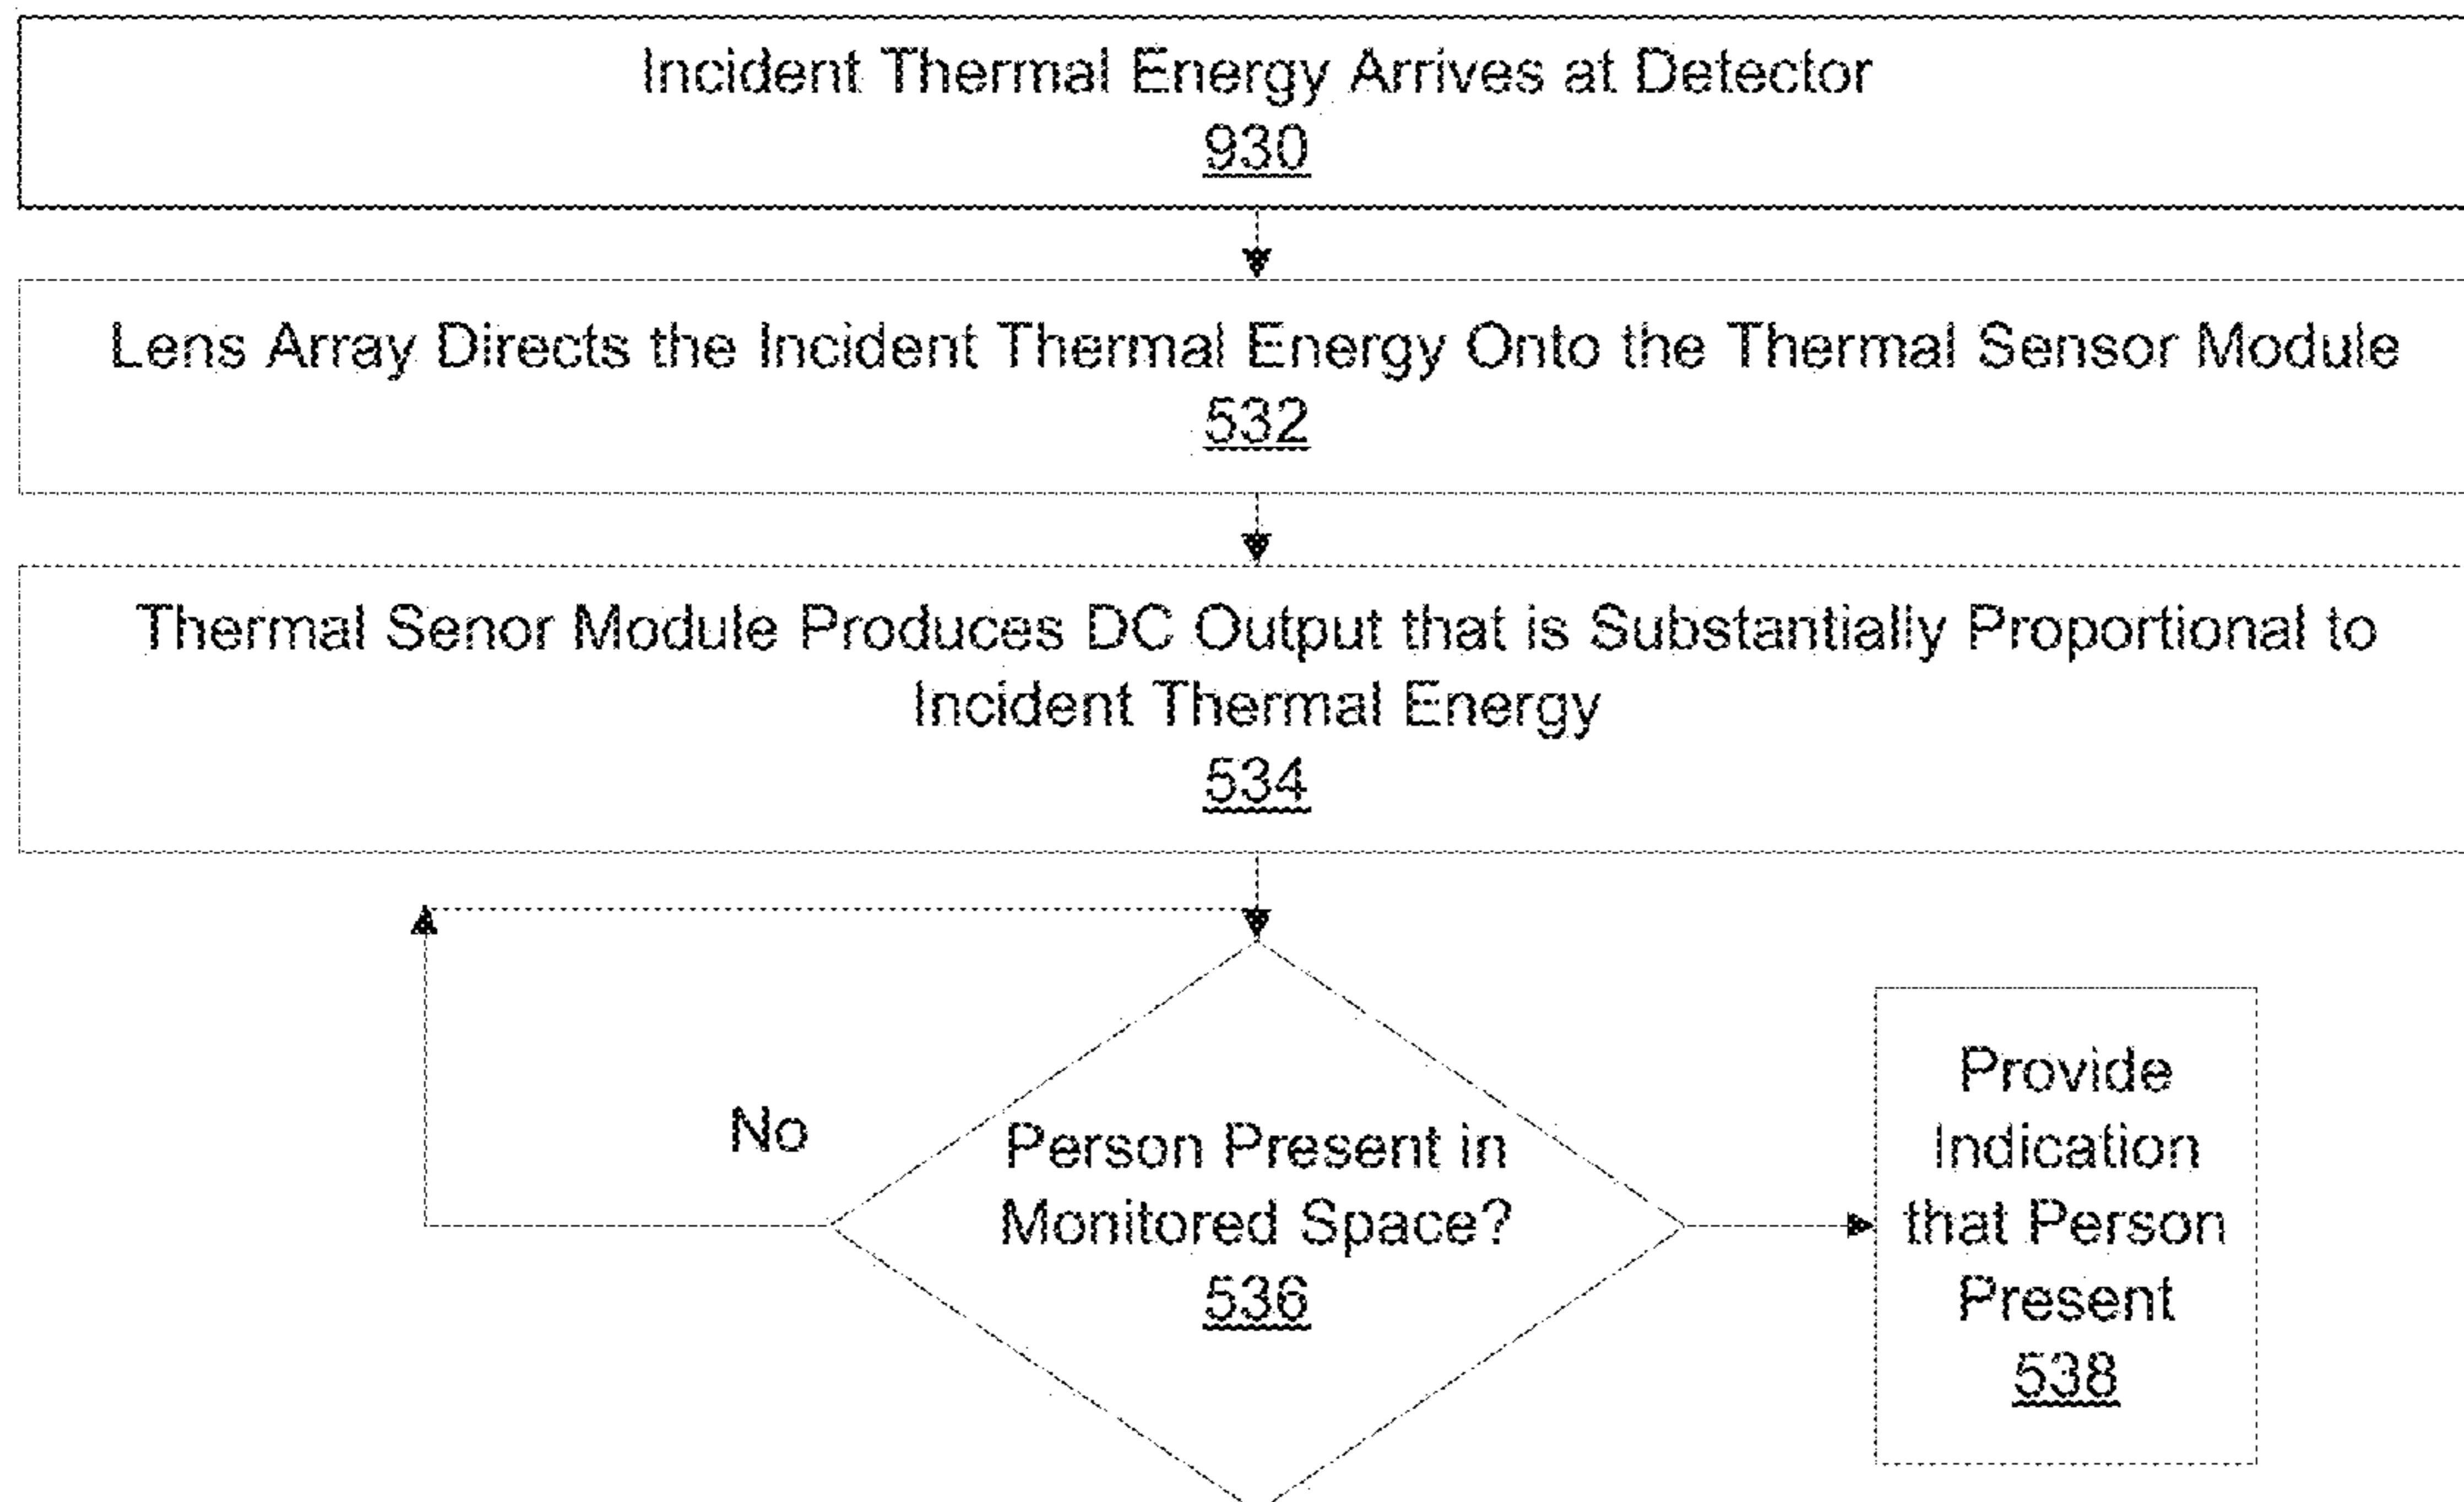 Incident Thermal Energy Arrives at Detector
930
Lens Array Directs the Incident Thermal Energy Onto the Thermal Sensor Module
532
Thermal Senor Module Produces DC Output that is Substantially Proportional to
Incident Thermal Energy
534
No
Person Present in
Monitored Space?
536
Provide
Indication
that Person
Present
538